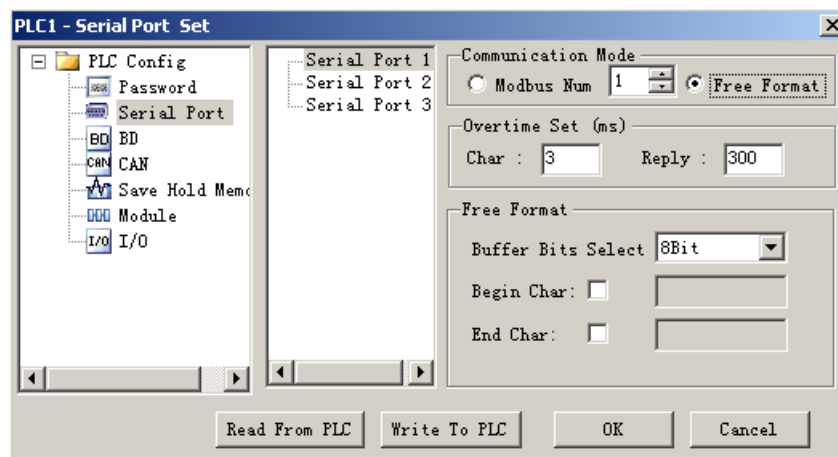 PLC1 - Serial Port Set
PLC Config
Password
Serial Port
BD BD
CAN CAN
Save Hold Memo
Module
I/O I/O
Serial Port 1
Serial Port 2
Serial Port 3
Communication Mode
Modbus Num 1 Free Format
Overtime Set (ms)
Char : 3 Reply : 300
Free Format
Buffer Bits Select 8Bit
Begin Char:
End Char:
Read From PLC Write To PLC OK Cancel